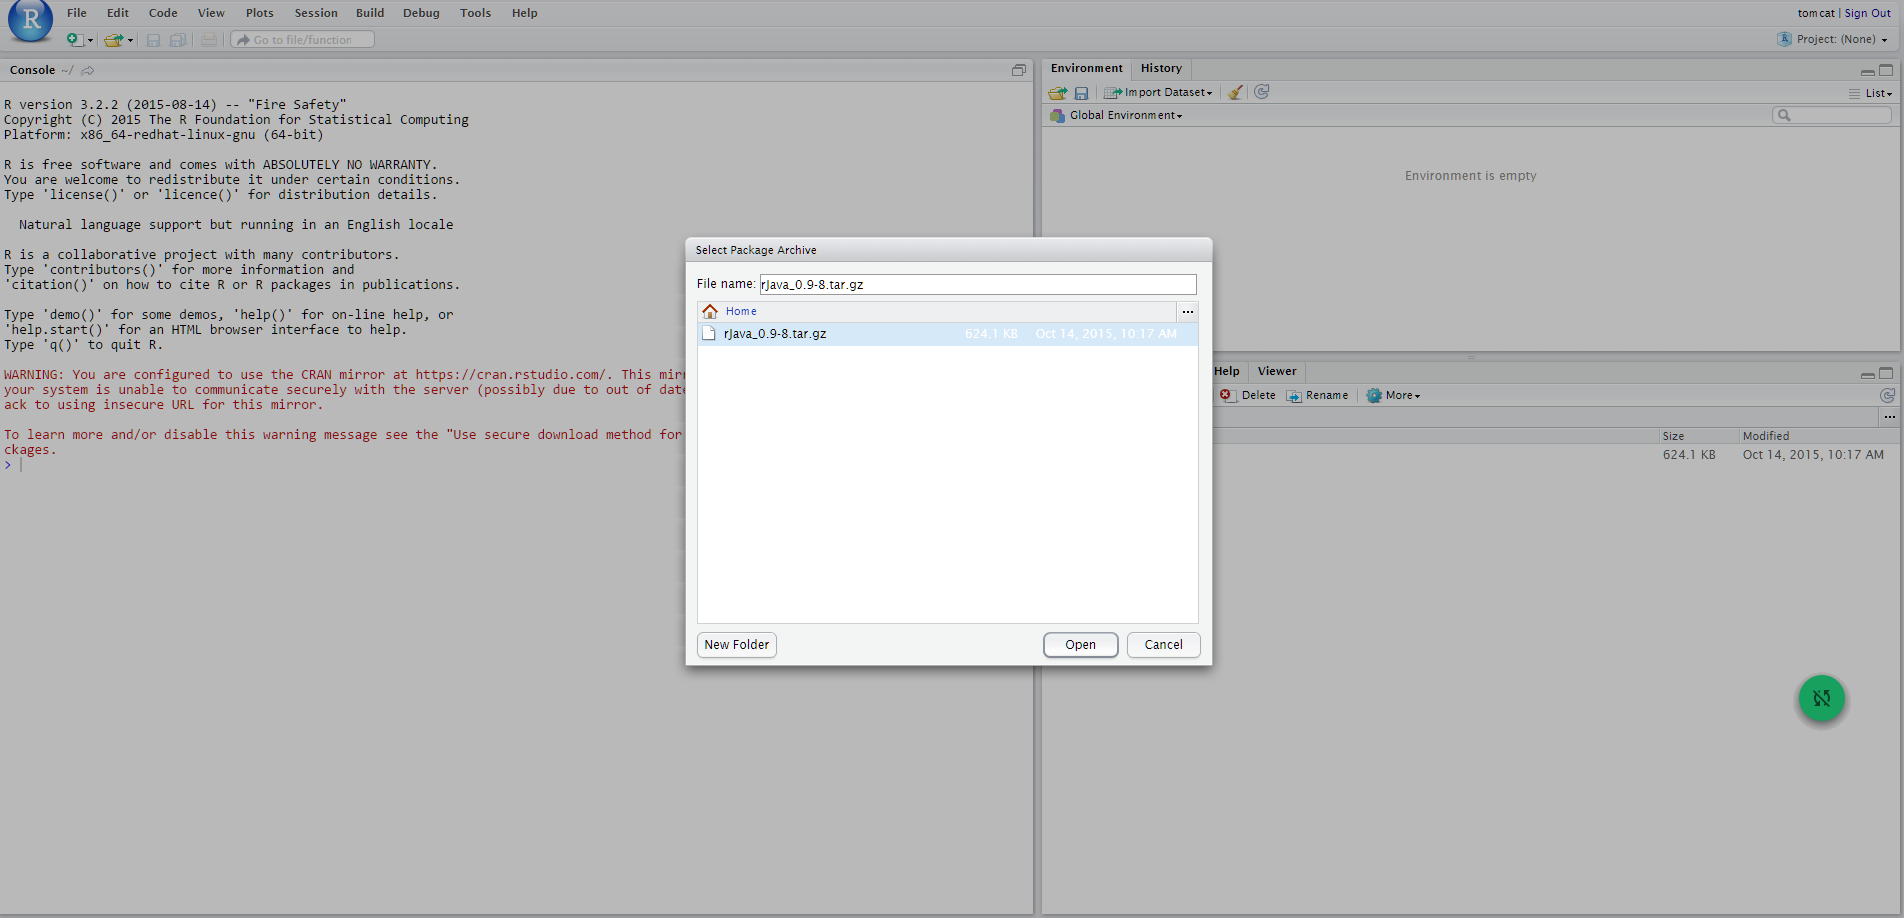 R
File Edit Code View Plots Session Build Debug Tools Help
tomcat | Sign Out
Go to file/function
Project: (None)
Console ~/
R version 3.2.2 (2015-08-14) -- "Fire Safety"
Copyright (C) 2015 The R Foundation for Statistical Computing
Platform: x86_64-redhat-linux-gnu (64-bit)
R is free software and comes with ABSOLUTELY NO WARRANTY.
You are welcome to redistribute it under certain conditions.
Type 'license()' or 'licence()' for distribution details.
Natural language support but running in an English locale
R is a collaborative project with many contributors.
Type 'contributors()' for more information and
'citation()' on how to cite R or R packages in publications.
Type 'demo()' for some demos, 'help()' for on-line help, or
'help.start()' for an HTML browser interface to help.
Type 'q()' to quit R.
WARNING: You are configured to use the CRAN mirror at https://cran.rstudio.com/. This
your system is unable to communicate securely with the server (possibly due to out of date
ack to using insecure URL for this mirror.
To learn more and/or disable this warning message see the "Use secure download method for
ckages.
>
Select Package Archive
File name: rJava_0.9-8.tar.gz
Home ...
rJava_0.9-8.tar.gz 624.1 KB Oct 14, 2015, 10:17 AM
New Folder Open Cancel
Environment History
Import Dataset
List
Global Environment
Environment is empty
Help Viewer
Delete Rename More
...
Size Modified
624.1 KB Oct 14, 2015, 10:17 AM